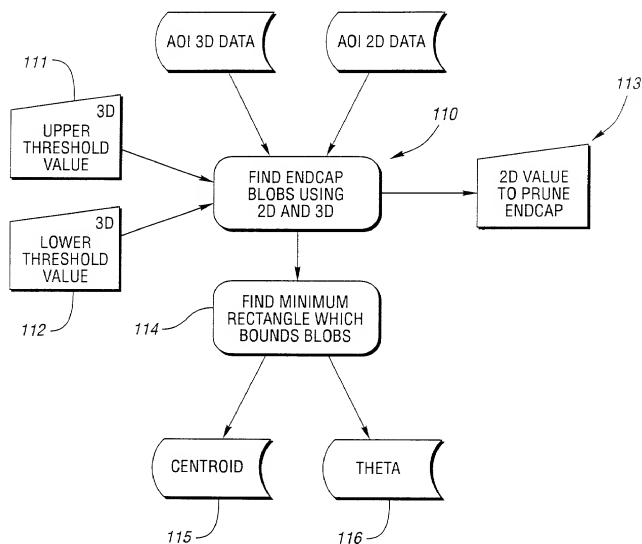 AOI 3D DATA
AOI 2D DATA
111
3D
UPPER
THRESHOLD
VALUE
110
113
FIND ENDCAP
BLOBS USING
2D AND 3D
2D VALUE
TO PRUNE
ENDCAP
3D
LOWER
THRESHOLD
VALUE
112
114
FIND MINIMUM
RECTANGLE WHICH
BOUNDS BLOBS
CENTROID
THETA
115
116